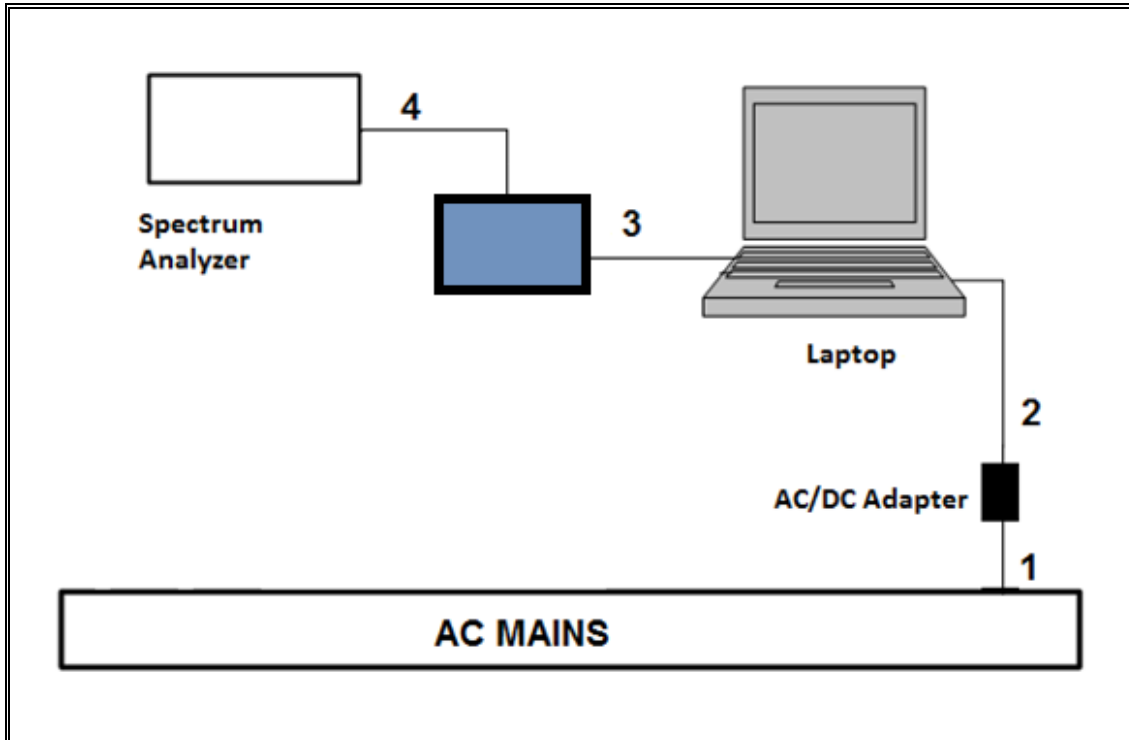 4
Spectrum
Analyzer
3
Laptop
2
AC/DC Adapter
1
AC MAINS